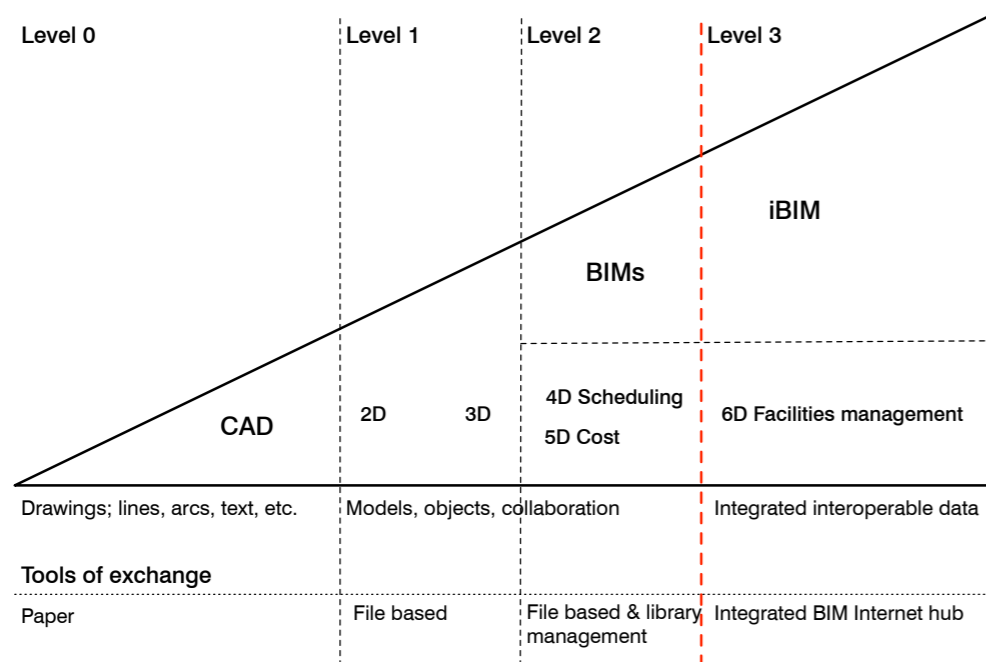 Level 0
Level 1
Level 2
Level 3
iBIM
BIMs
CAD
2D
3D
4D Scheduling
5D Cost
6D Facilities management
Drawings; lines, arcs, text, etc.
Models, objects, collaboration
Integrated interoperable data
Tools of exchange
Paper
File based
File based & library
management
Integrated BIM Internet hub